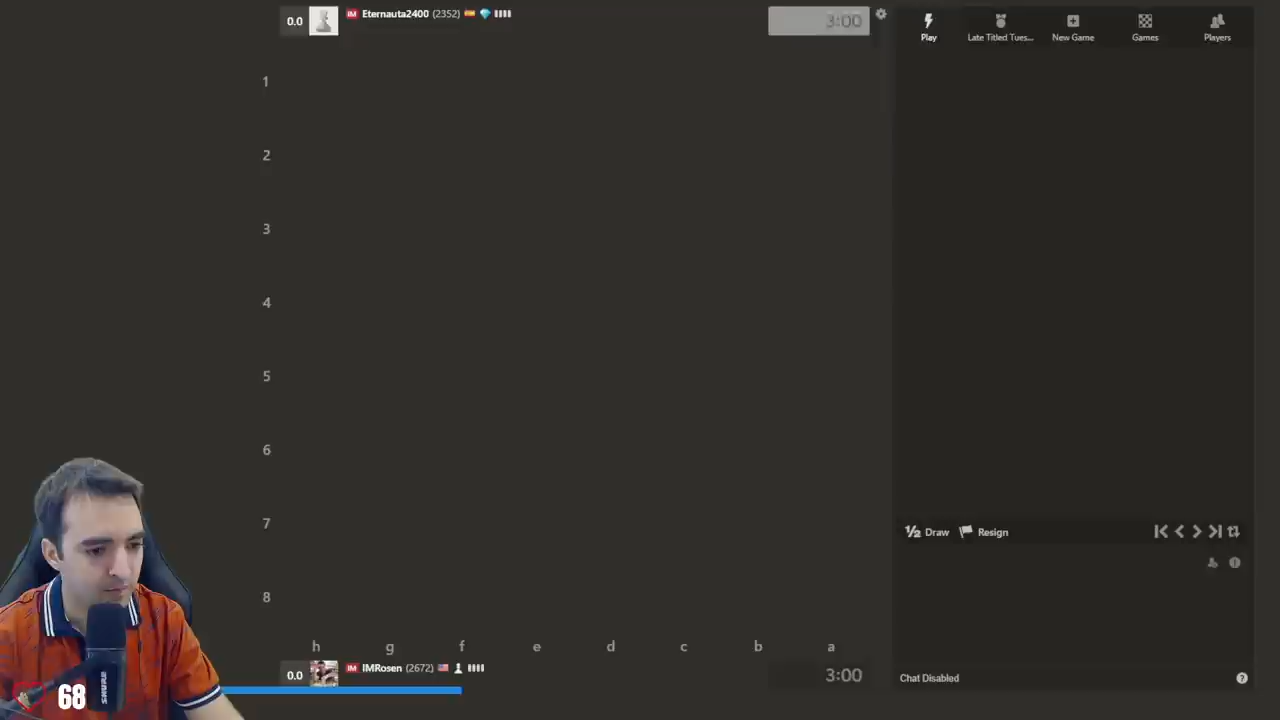 0.0 IM Eternauta2400 (2352) 3:00
Play Late Titled Tues... New Game Games Players
1
2
3
4
5
6
7
8
½ Draw Resign
h g f e d c b a
0.0 IM IMRosen (2672) 3:00
Chat Disabled ?
68
SHURE